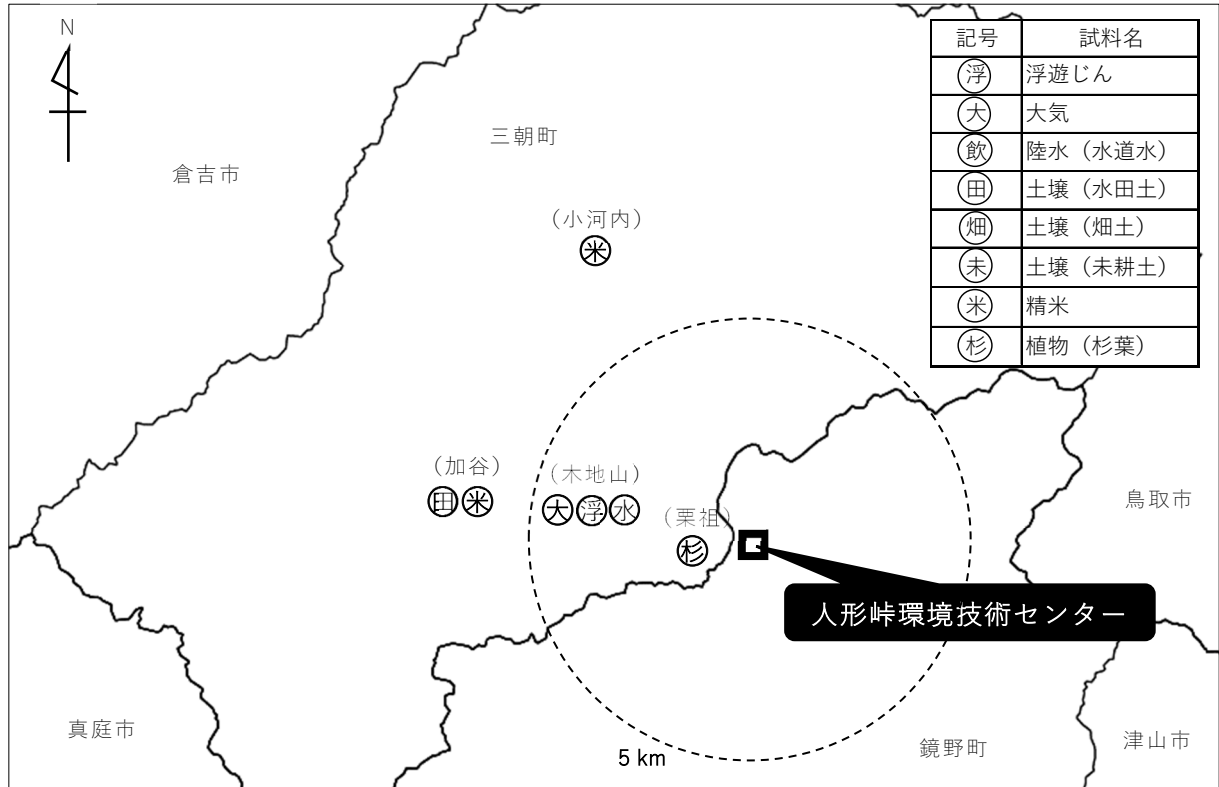 N
記号 試料名
浮 浮遊じん
大 大気
飲 陸水（水道水）
田 土壌（水田土）
畑 土壌（畑土）
未 土壌（未耕土）
米 精米
杉 植物（杉葉）
三朝町
倉吉市
（小河内）
米
（加谷）
田 米
（木地山）
大 浮 水
（栗祖）
杉
鳥取市
人形峠環境技術センター
真庭市
5 km
鏡野町
津山市